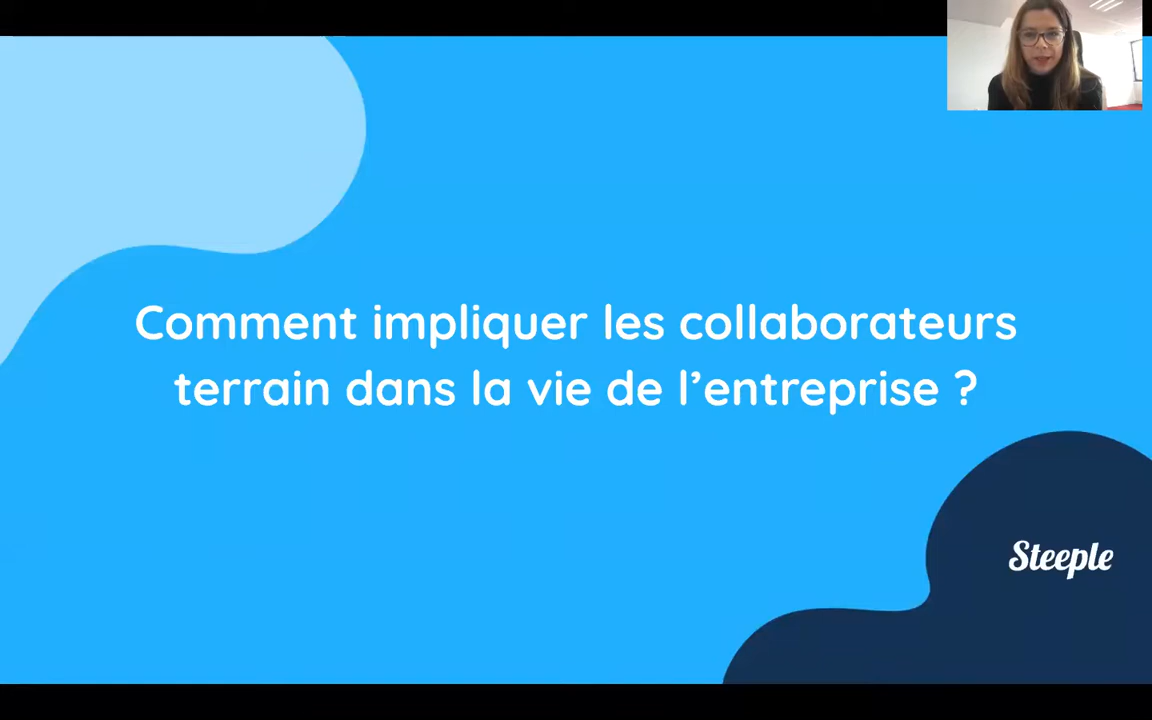 Comment impliquer les collaborateurs
terrain dans la vie de l’entreprise ?
Steeple